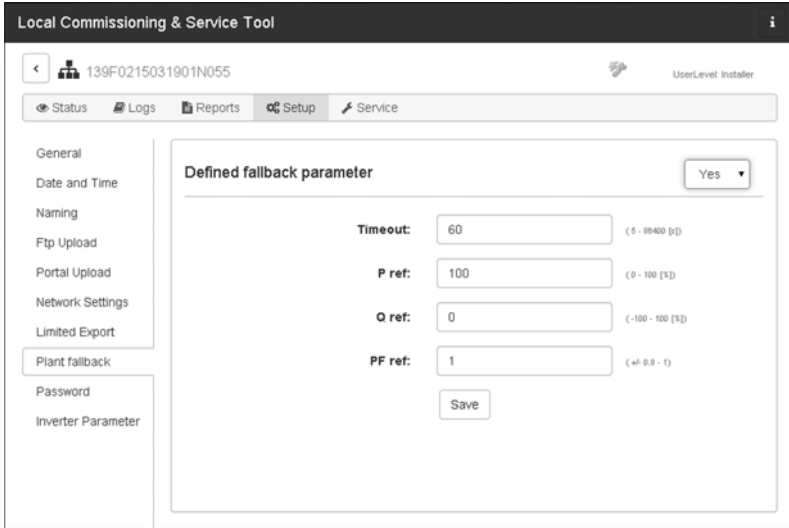 Local Commissioning & Service Tool
i
139F0215031901N055
UserLevel: Installer
Status Logs Reports Setup Service
General
Date and Time
Naming
Ftp Upload
Portal Upload
Network Settings
Limited Export
Plant fallback
Password
Inverter Parameter
Defined fallback parameter Yes
Timeout: 60 ( 5 - 86400 [s])
P ref: 100 ( 0 - 100 [%])
Q ref: 0 ( -100 - 100 [%])
PF ref: 1 ( +/- 0.8 - 1)
Save